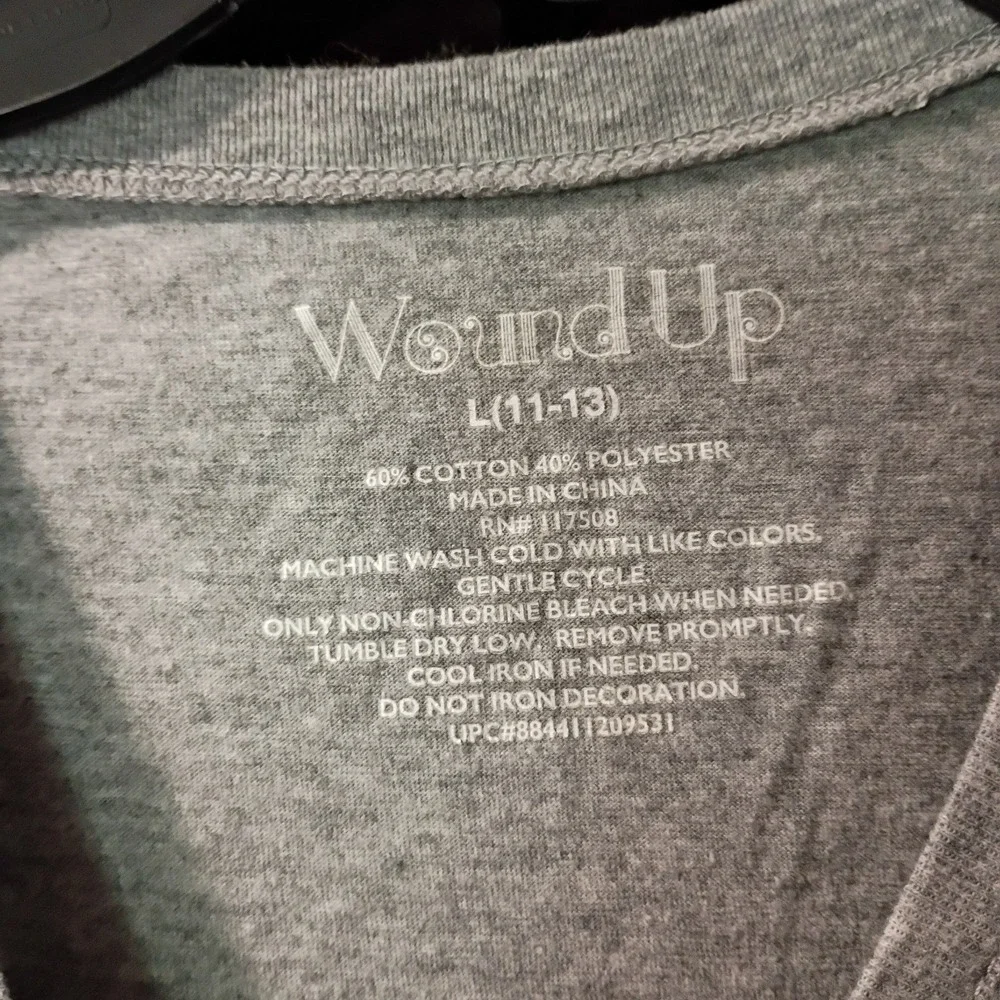 Wound Up
L(11-13)
60% COTTON 40% POLYESTER
MADE IN CHINA
RN# 117508
MACHINE WASH COLD WITH LIKE COLORS.
GENTLE CYCLE.
ONLY NON-CHLORINE BLEACH WHEN NEEDED.
TUMBLE DRY LOW. REMOVE PROMPTLY.
COOL IRON IF NEEDED.
DO NOT IRON DECORATION.
UPC#884411209531